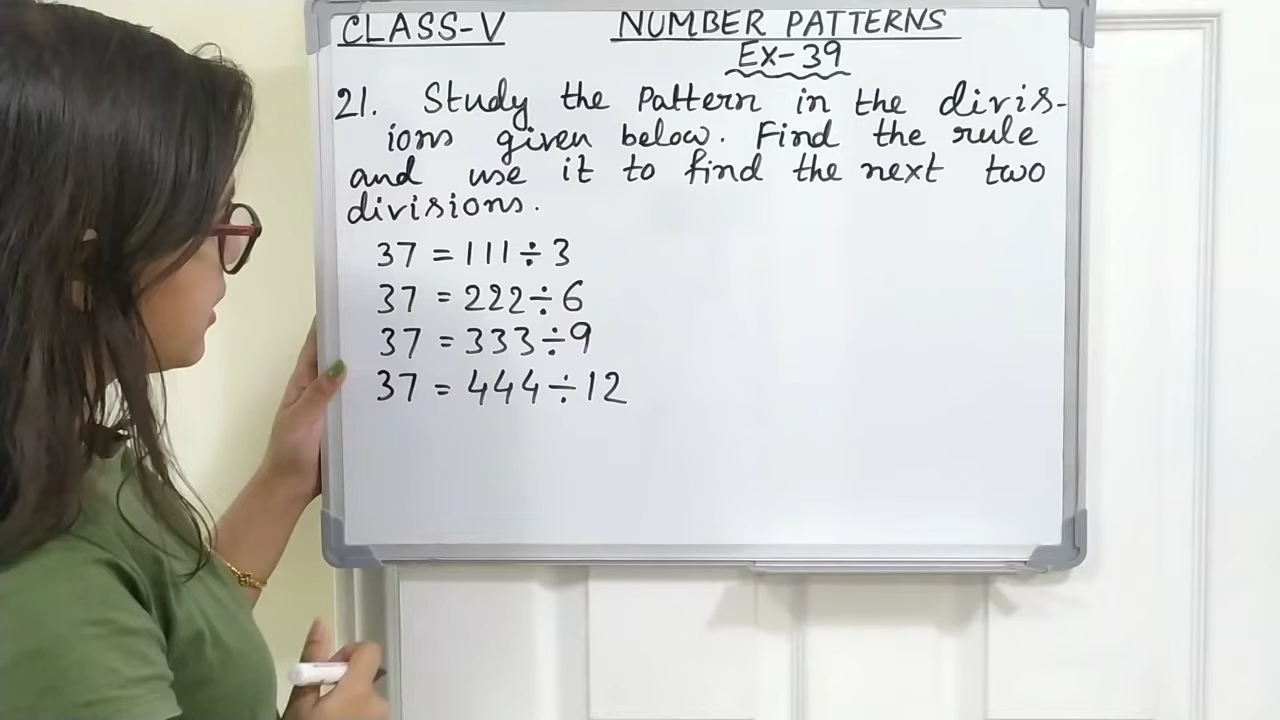 CLASS-V NUMBER PATTERNS
EX-39
21. Study the Pattern in the divis-
ions given below. Find the rule
and use it to find the next two
divisions.
37 = 111 ÷ 3
37 = 222 ÷ 6
37 = 333 ÷ 9
37 = 444 ÷ 12